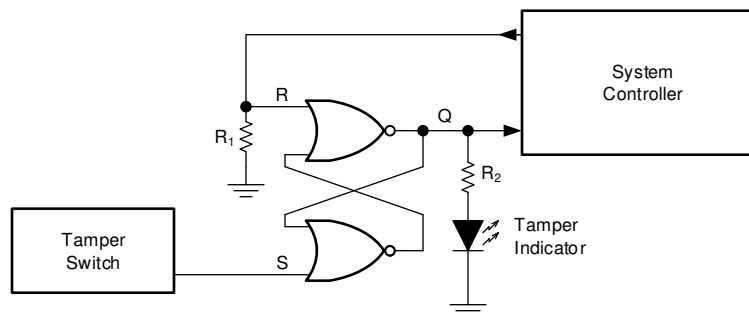 System
Controller
R
Q
R1
R2
Tamper
Switch
S
Tamper
Indicator